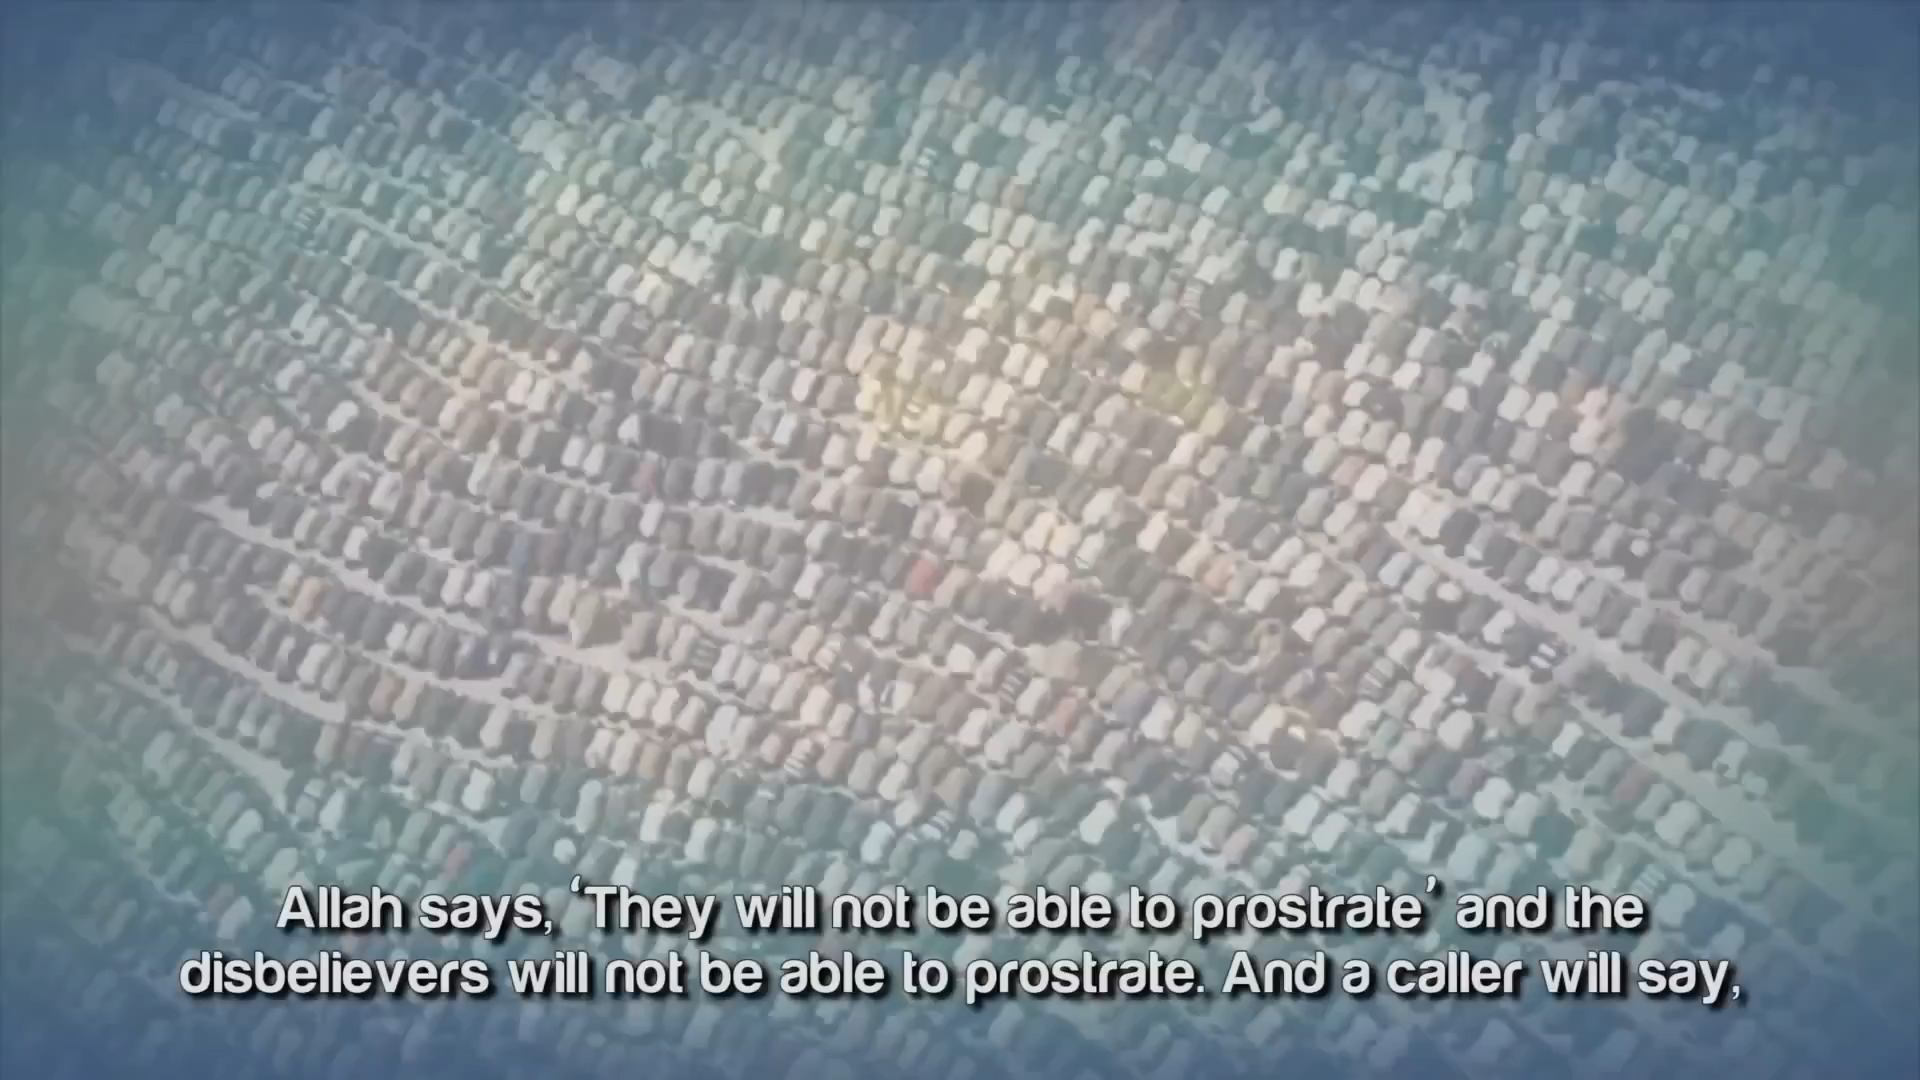 Allah says, ‘They will not be able to prostrate’ and the
disbelievers will not be able to prostrate. And a caller will say,